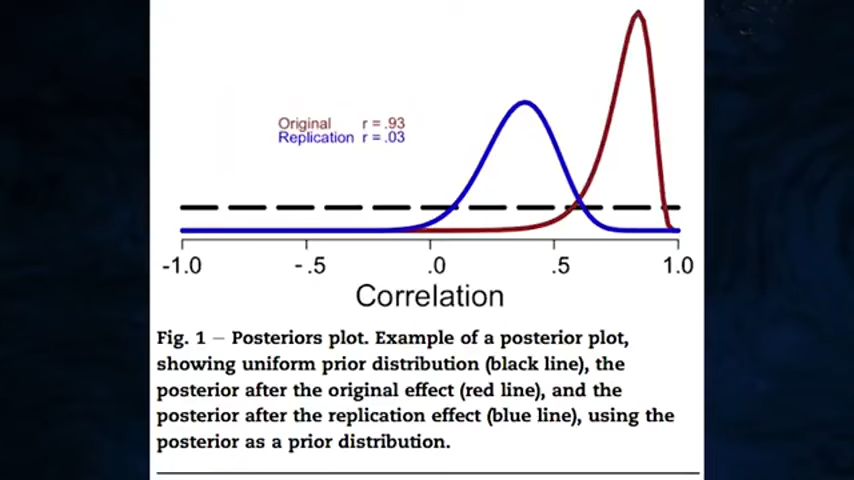 Original r = .93
Replication r = .03
-1.0 -.5 .0 .5 1.0
Correlation
Fig. 1 – Posteriors plot. Example of a posterior plot,
showing uniform prior distribution (black line), the
posterior after the original effect (red line), and the
posterior after the replication effect (blue line), using the
posterior as a prior distribution.